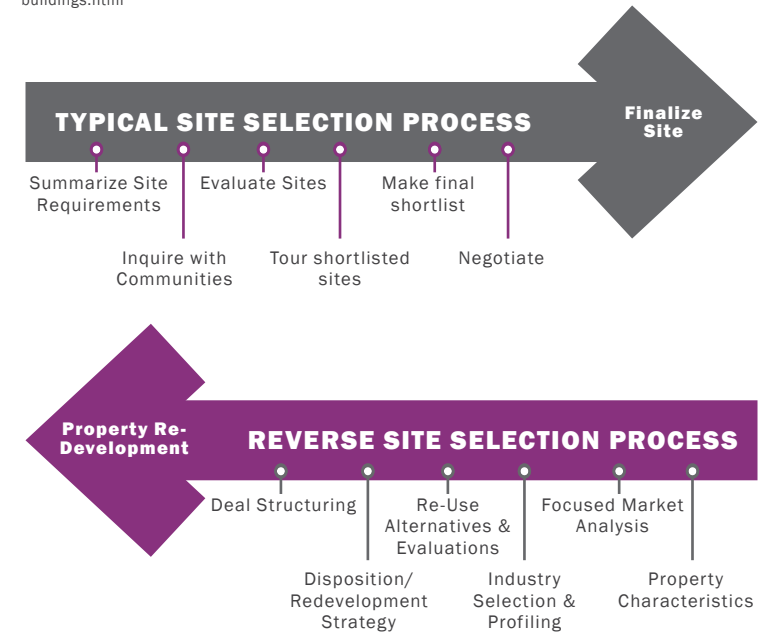 buildings.html
TYPICAL SITE SELECTION PROCESS
Finalize
Site
Summarize Site
Requirements
Inquire with
Communities
Evaluate Sites
Tour shortlisted
sites
Make final
shortlist
Negotiate
Property Re-
Development
REVERSE SITE SELECTION PROCESS
Deal Structuring
Disposition/
Redevelopment
Strategy
Re-Use
Alternatives &
Evaluations
Industry
Selection &
Profiling
Focused Market
Analysis
Property
Characteristics